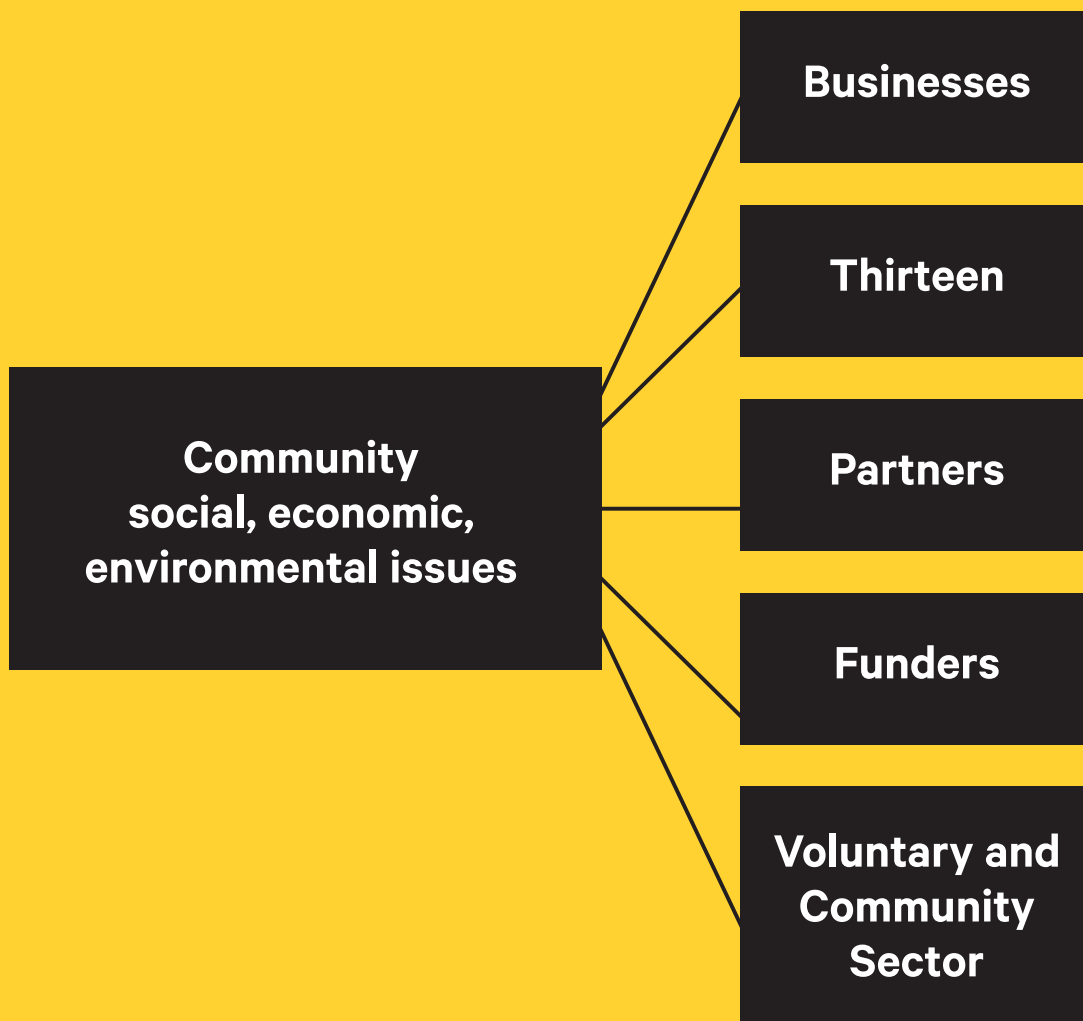 Businesses
Thirteen
Community
social, economic,
environmental issues
Partners
Funders
Voluntary and
Community
Sector